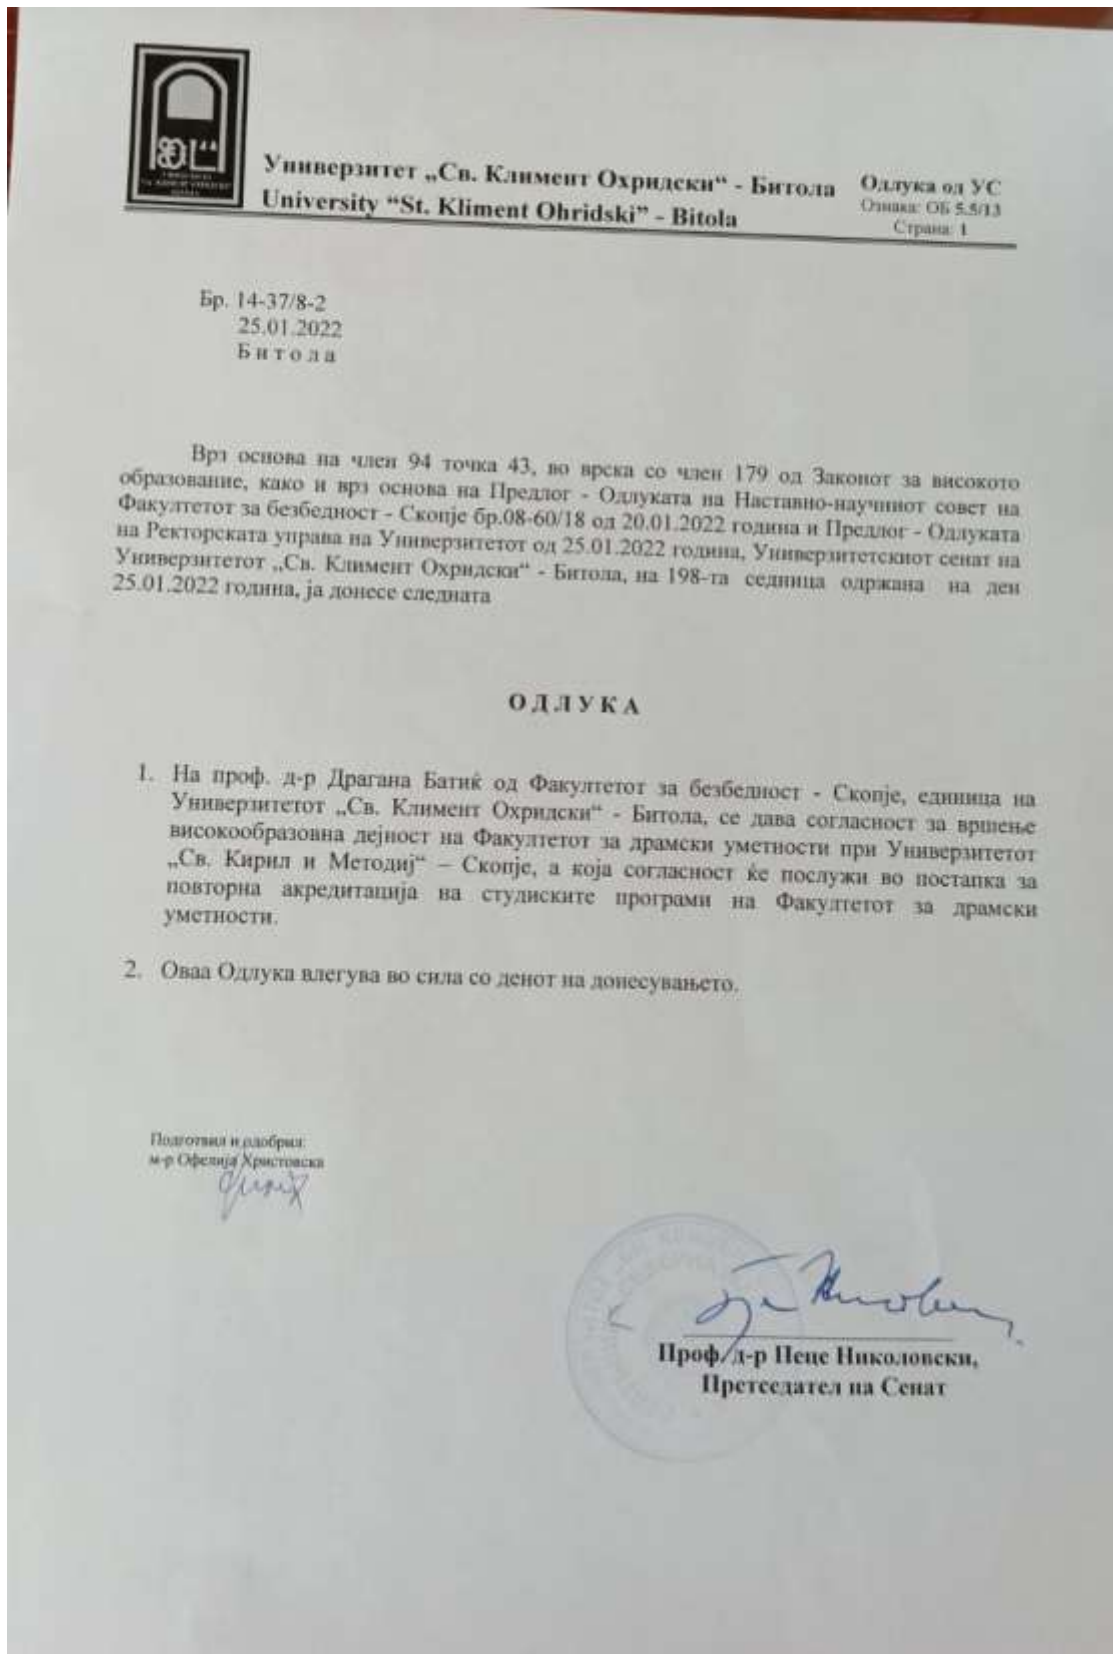 Универзитет „Св. Климент Охридски“ - Битола
University “St. Kliment Ohridski” - Bitola
Одлука од УС
Ознака: ОБ 5.5/13
Страна: 1
Бр. 14-37/8-2
25.01.2022
Битола
Врз основа на член 94 точка 43, во врска со член 179 од Законот за високото
образование, како и врз основа на Предлог - Одлуката на Наставно-научниот совет на
Факултетот за безбедност - Скопје бр.08-60/18 од 20.01.2022 година и Предлог - Одлуката
на Ректорската управа на Универзитетот од 25.01.2022 година, Универзитетскиот сенат на
Универзитетот „Св. Климент Охридски“ - Битола, на 198-та седница одржана на ден
25.01.2022 година, ја донесе следната
ОДЛУКА
1. На проф. д-р Драгана Батиќ од Факултетот за безбедност - Скопје, единица на
Универзитетот „Св. Климент Охридски“ - Битола, се дава согласност за вршење
високообразовна дејност на Факултетот за драмски уметности при Универзитетот
„Св. Кирил и Методиј“ – Скопје, а која согласност ќе послужи во постапка за
повторна акредитација на студиските програми на Факултетот за драмски
уметности.
2. Оваа Одлука влегува во сила со денот на донесувањето.
Подготвил и одобрил:
м-р Офелија Христовска
Проф. д-р Пеце Николовски,
Претседател на Сенат